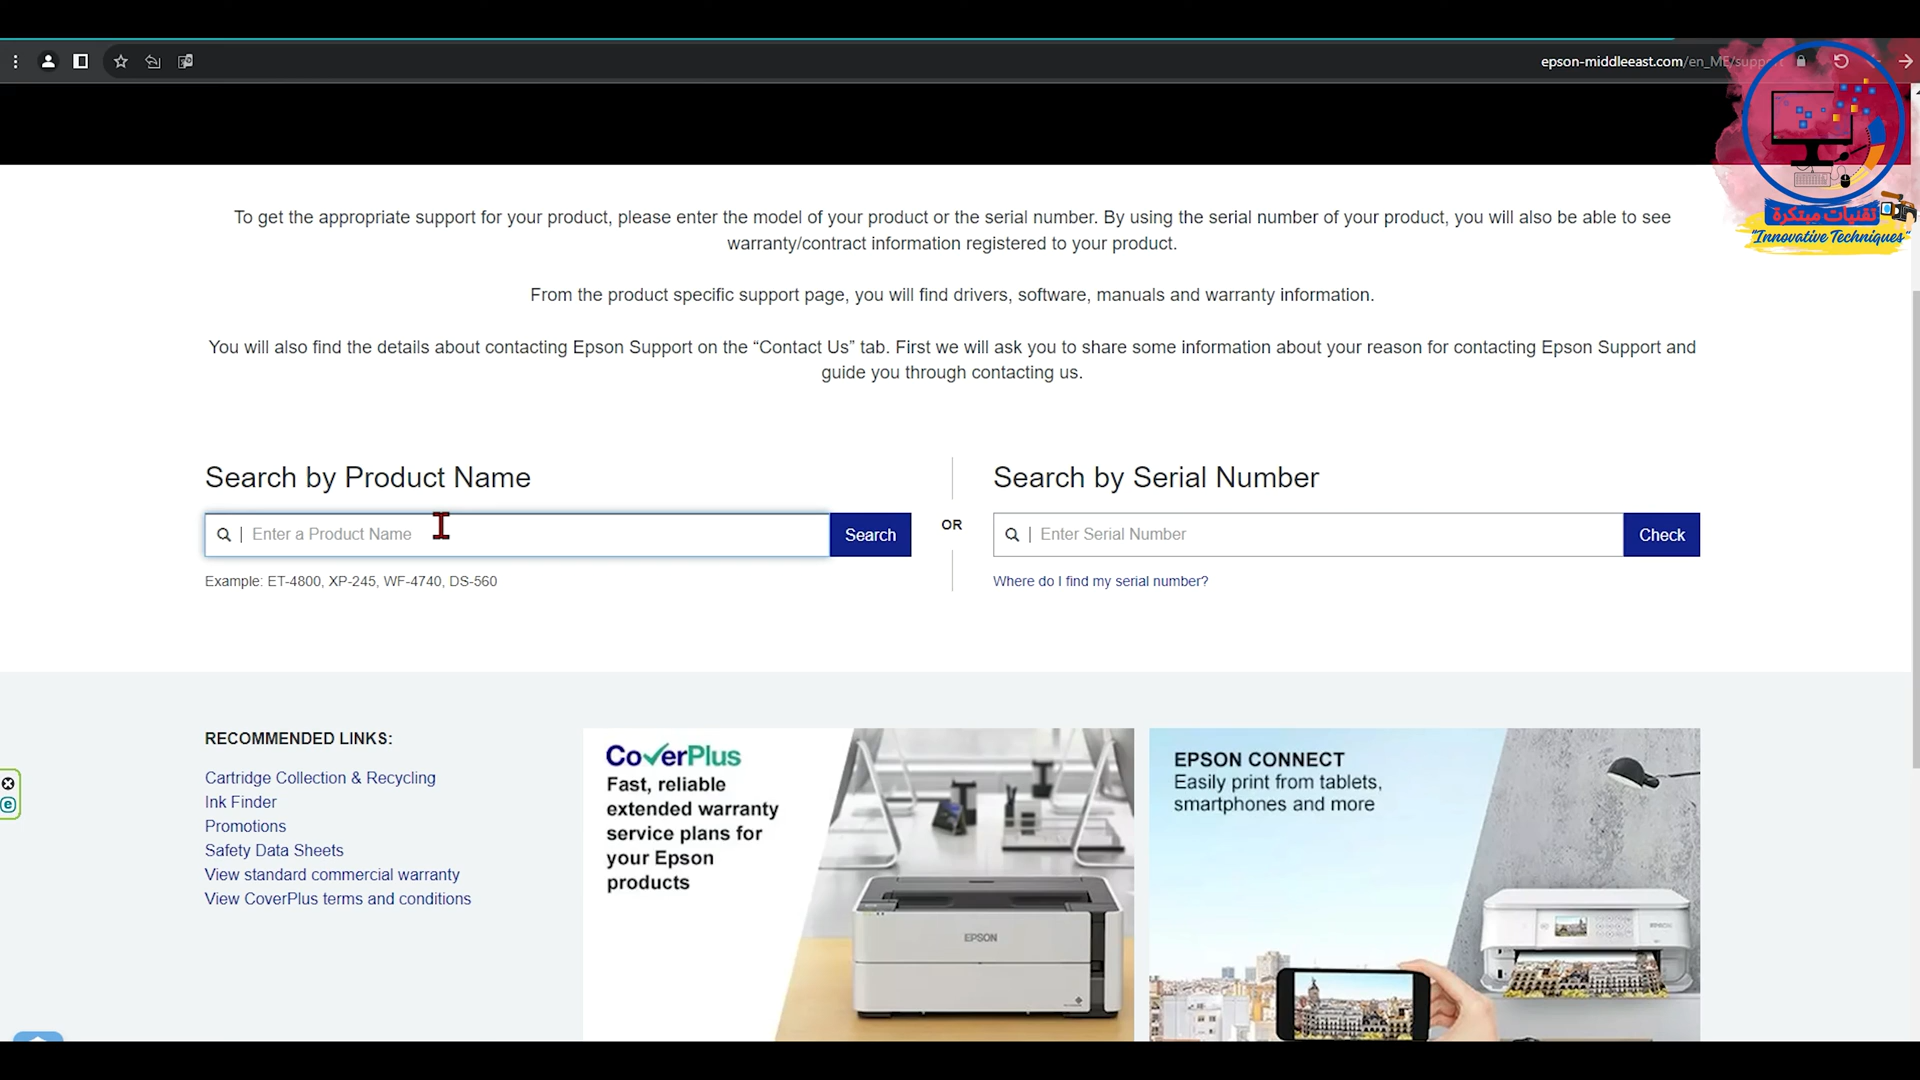 epson-middleeast.com/en_ME/support
تقنيات مبتكرة
"Innovative Techniques"
To get the appropriate support for your product, please enter the model of your product or the serial number. By using the serial number of your product, you will also be able to see
warranty/contract information registered to your product.
From the product specific support page, you will find drivers, software, manuals and warranty information.
You will also find the details about contacting Epson Support on the “Contact Us” tab. First we will ask you to share some information about your reason for contacting Epson Support and
guide you through contacting us.
Search by Product Name
Enter a Product Name
Search
Example: ET-4800, XP-245, WF-4740, DS-560
OR
Search by Serial Number
Enter Serial Number
Check
Where do I find my serial number?
RECOMMENDED LINKS:
Cartridge Collection & Recycling
Ink Finder
Promotions
Safety Data Sheets
View standard commercial warranty
View CoverPlus terms and conditions
CoverPlus
Fast, reliable
extended warranty
service plans for
your Epson
products
EPSON
EPSON CONNECT
Easily print from tablets,
smartphones and more